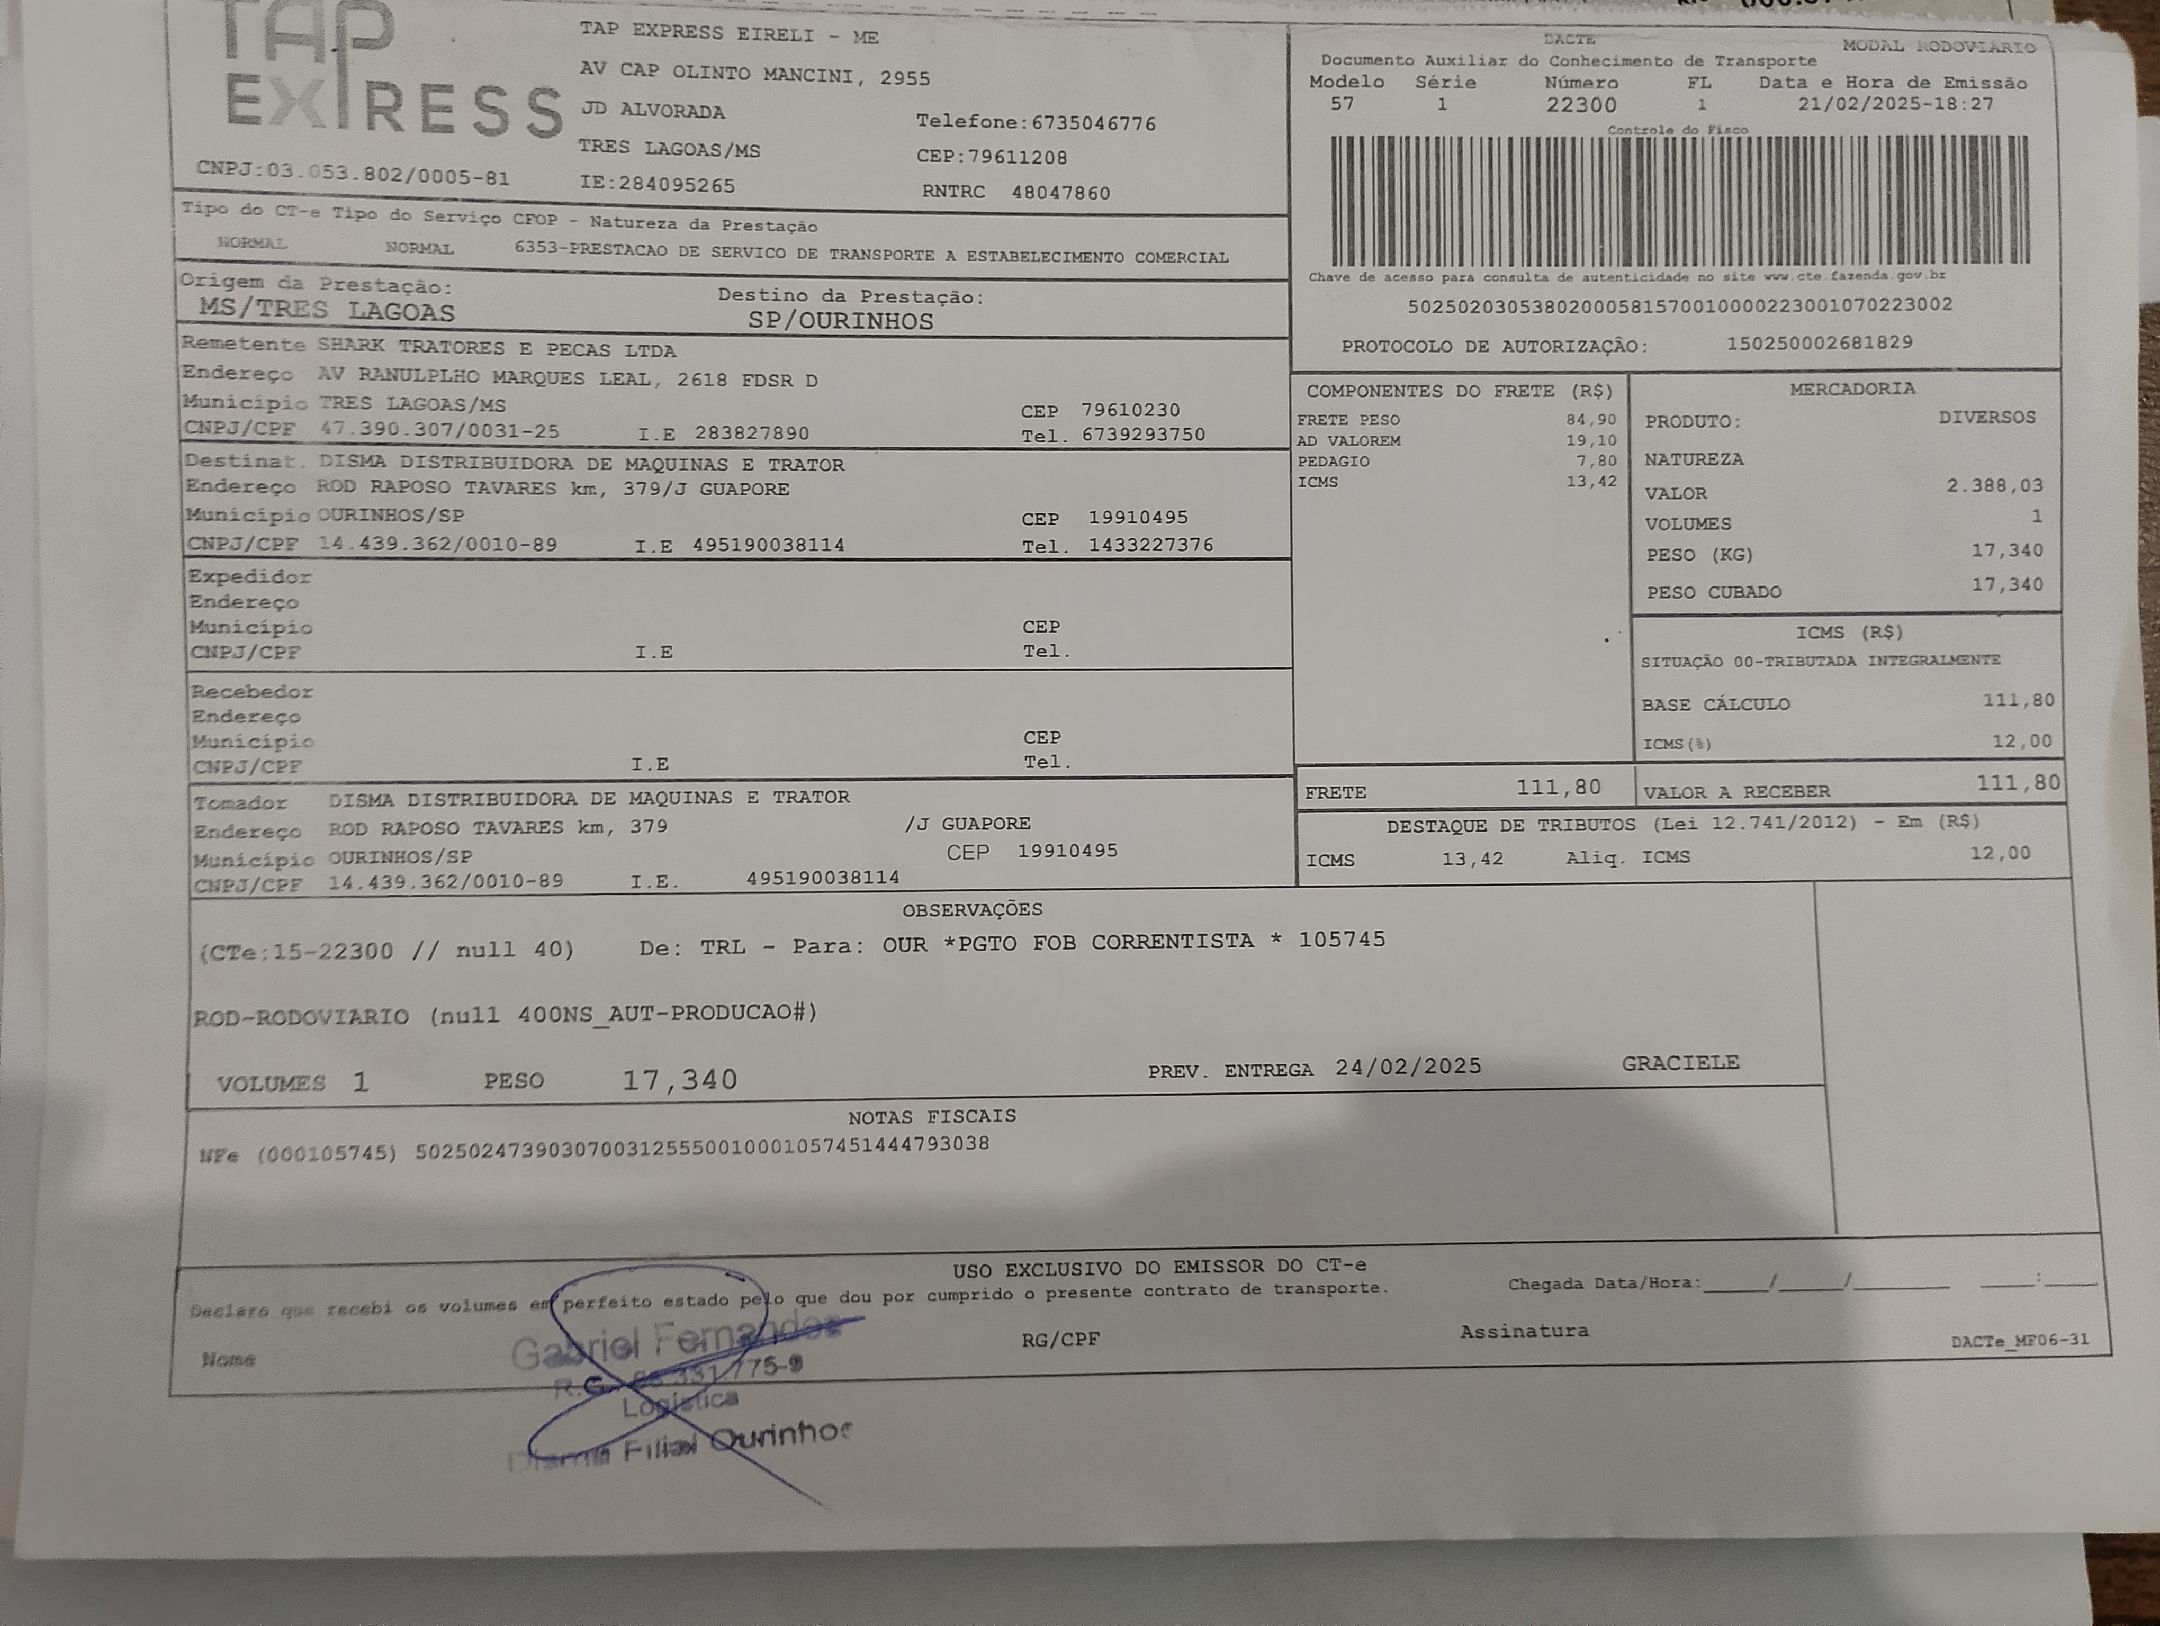 TAP
EXPRESS
TAP EXPRESS EIRELI - ME
AV CAP OLINTO MANCINI, 2955
JD ALVORADA
Telefone:6735046776
TRES LAGOAS/MS
CEP:79611208
CNPJ:03.053.802/0005-81
IE:284095265
RNTRC 48047860
DACTE
MODAL RODOVIARIO
Documento Auxiliar do Conhecimento de Transporte
Modelo Série Número FL Data e Hora de Emissão
57 1 22300 1 21/02/2025-18:27
Controle do Fisco
Chave de acesso para consulta de autenticidade no site www.cte.fazenda.gov.br
50250203053802000581570010000223001070223002
PROTOCOLO DE AUTORIZAÇÃO: 150250002681829
Tipo do CT-e Tipo do Serviço CFOP - Natureza da Prestação
NORMAL NORMAL 6353-PRESTACAO DE SERVICO DE TRANSPORTE A ESTABELECIMENTO COMERCIAL
Origem da Prestação: Destino da Prestação:
MS/TRES LAGOAS SP/OURINHOS
Remetente SHARK TRATORES E PECAS LTDA
Endereço AV RANULPLHO MARQUES LEAL, 2618 FDSR D
Município TRES LAGOAS/MS CEP 79610230
CNPJ/CPF 47.390.307/0031-25 I.E 283827890 Tel. 6739293750
Destinat. DISMA DISTRIBUIDORA DE MAQUINAS E TRATOR
Endereço ROD RAPOSO TAVARES km, 379/J GUAPORE
Município OURINHOS/SP CEP 19910495
CNPJ/CPF 14.439.362/0010-89 I.E 495190038114 Tel. 1433227376
Expedidor
Endereço
Município CEP
CNPJ/CPF I.E Tel.
Recebedor
Endereço
Município CEP
CNPJ/CPF I.E Tel.
Tomador DISMA DISTRIBUIDORA DE MAQUINAS E TRATOR
Endereço ROD RAPOSO TAVARES km, 379 /J GUAPORE
Município OURINHOS/SP CEP 19910495
CNPJ/CPF 14.439.362/0010-89 I.E. 495190038114
COMPONENTES DO FRETE (R$)
FRETE PESO 84,90
AD VALOREM 19,10
PEDAGIO 7,80
ICMS 13,42
MERCADORIA
PRODUTO: DIVERSOS
NATUREZA
VALOR 2.388,03
VOLUMES 1
PESO (KG) 17,340
PESO CUBADO 17,340
ICMS (R$)
SITUAÇÃO 00-TRIBUTADA INTEGRALMENTE
BASE CÁLCULO 111,80
ICMS(%) 12,00
FRETE 111,80 VALOR A RECEBER 111,80
DESTAQUE DE TRIBUTOS (Lei 12.741/2012) - Em (R$)
ICMS 13,42 Aliq. ICMS 12,00
OBSERVAÇÕES
(CTe:15-22300 // null 40) De: TRL - Para: OUR *PGTO FOB CORRENTISTA * 105745
ROD-RODOVIARIO (null 400NS_AUT-PRODUCAO#)
VOLUMES 1 PESO 17,340 PREV. ENTREGA 24/02/2025 GRACIELE
NOTAS FISCAIS
NFe (000105745) 50250247390307003125550010001057451444793038
USO EXCLUSIVO DO EMISSOR DO CT-e
Declaro que recebi os volumes em perfeito estado pelo que dou por cumprido o presente contrato de transporte.
Chegada Data/Hora:____/____/______ ____:____
Nome RG/CPF Assinatura DACTe_MF06-31
Gabriel Fernandes
R.G. 331.775-9
Logística
Disma Filial Ourinhos